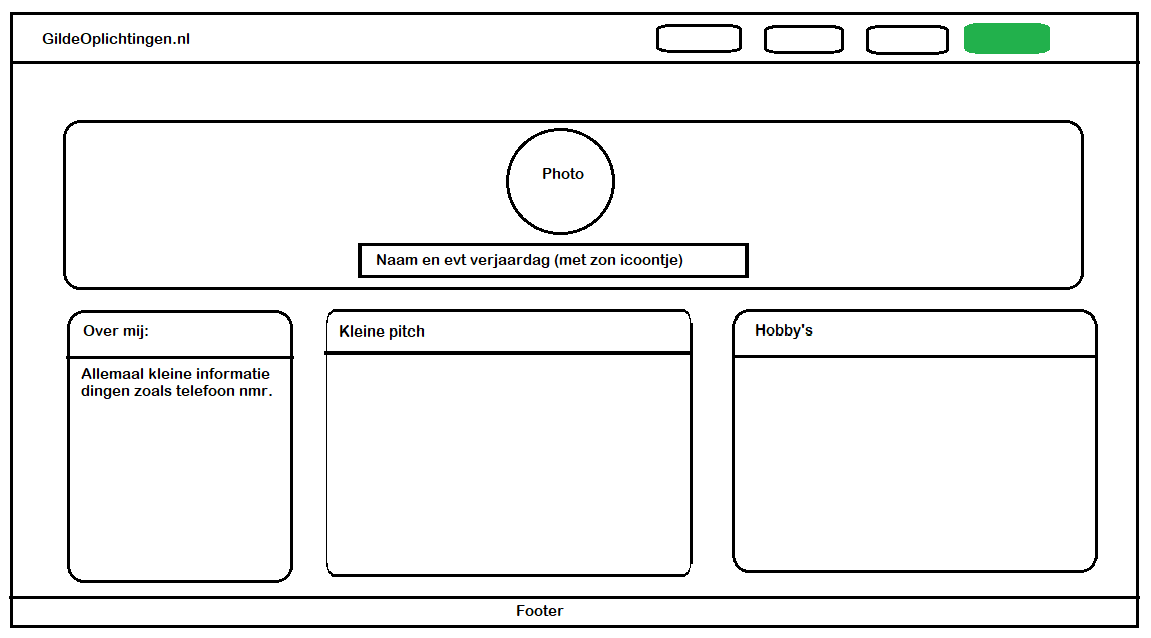 GildeOplichtingen.nl
Photo
Naam en evt verjaardag (met zon icoontje)
Over mij:
Allemaal kleine informatie
dingen zoals telefoon nmr.
Kleine pitch
Hobby's
Footer